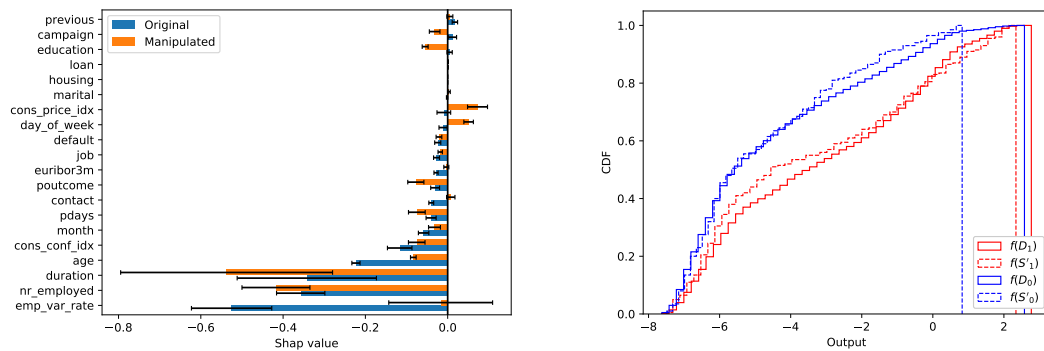 previous
campaign
education
loan
housing
marital
cons_price_idx
day_of_week
default
job
euribor3m
poutcome
contact
pdays
month
cons_conf_idx
age
duration
nr_employed
emp_var_rate
Original
Manipulated
−0.8 −0.6 −0.4 −0.2 0.0
Shap value
1.0
0.8
0.6
0.4
0.2
0.0
CDF
f(D1)
f(S'1)
f(D0)
f(S'0)
−8 −6 −4 −2 0 2
Output